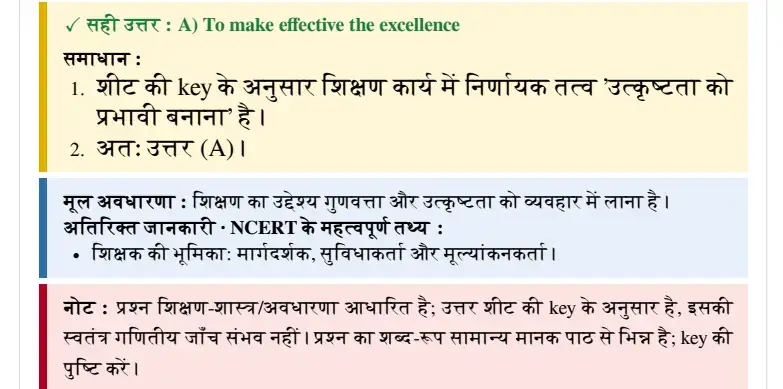 ✓ सही उत्तर : A) To make effective the excellence
समाधान :
1. शीट की key के अनुसार शिक्षण कार्य में निर्णायक तत्व ’उत्कृष्टता को
प्रभावी बनाना’ है।
2. अतः उत्तर (A)।
मूल अवधारणा : शिक्षण का उद्देश्य गुणवत्ता और उत्कृष्टता को व्यवहार में लाना है।
अतिरिक्त जानकारी · NCERT के महत्वपूर्ण तथ्य :
• शिक्षक की भूमिका: मार्गदर्शक, सुविधाकर्ता और मूल्यांकनकर्ता।
नोट : प्रश्न शिक्षण-शास्त्र/अवधारणा आधारित है; उत्तर शीट की key के अनुसार है, इसकी
स्वतंत्र गणितीय जाँच संभव नहीं। प्रश्न का शब्द-रूप सामान्य मानक पाठ से भिन्न है; key की
पुष्टि करें।